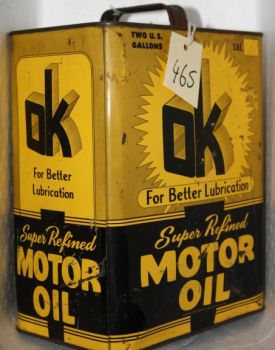 TWO U.S.
GALLONS
SAE
465
ok
For Better Lubrication
Super Refined
MOTOR
OIL
ok
For Better
Lubrication
Super Refined
MOTOR
OIL